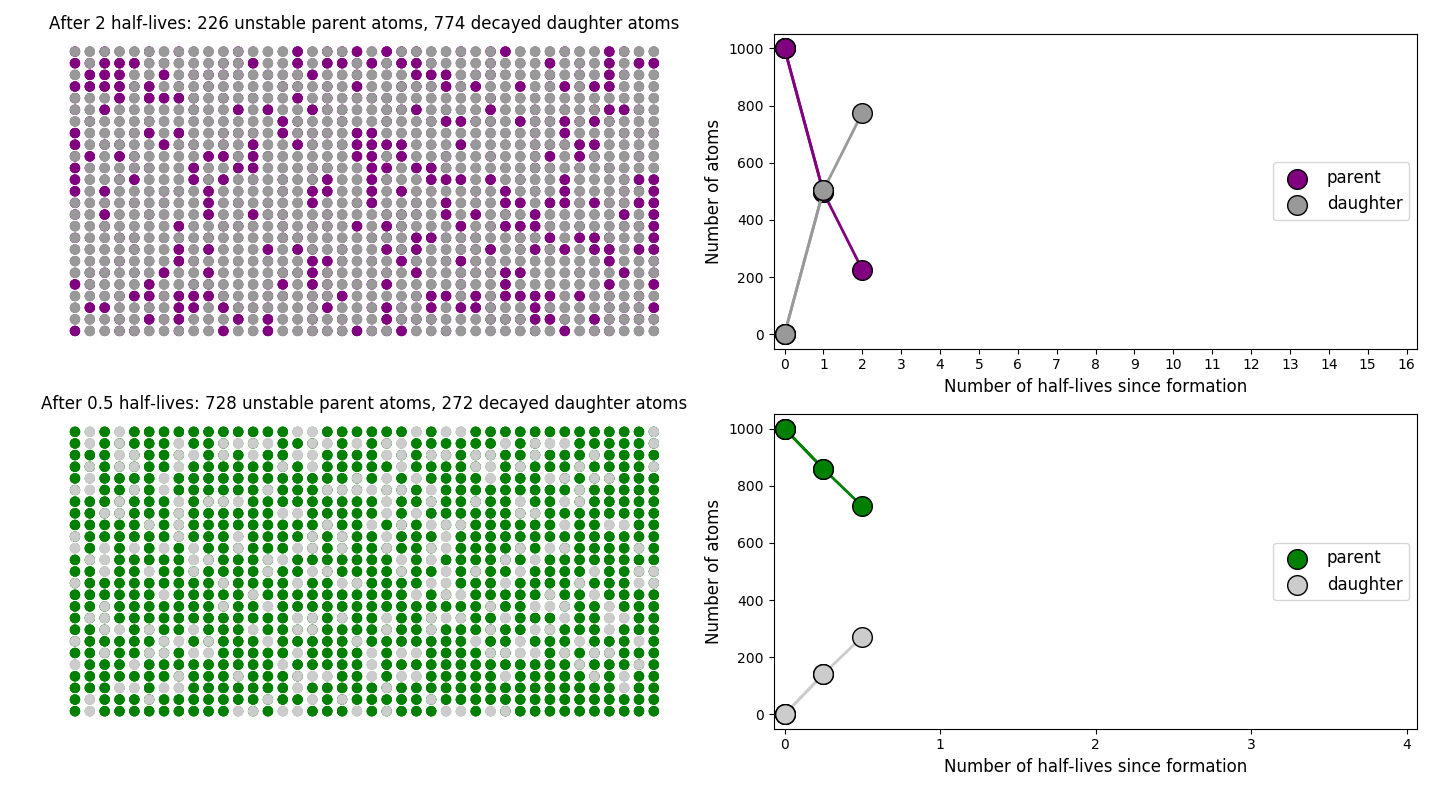 After 2 half-lives: 226 unstable parent atoms, 774 decayed daughter atoms
1000
800
600
400
200
0
Number of atoms
parent
daughter
0 1 2 3 4 5 6 7 8 9 10 11 12 13 14 15 16
Number of half-lives since formation
After 0.5 half-lives: 728 unstable parent atoms, 272 decayed daughter atoms
1000
800
600
400
200
0
Number of atoms
parent
daughter
0 1 2 3 4
Number of half-lives since formation